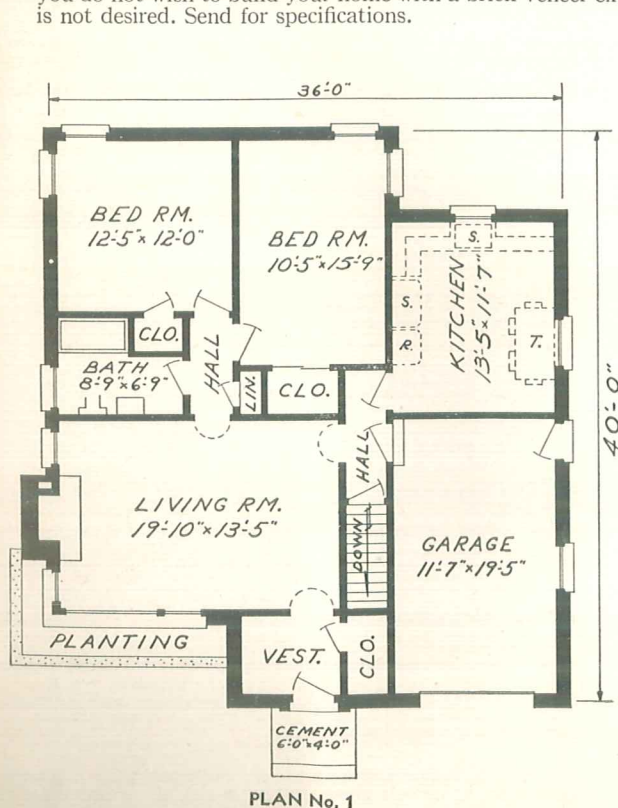 is not desired. Send for specifications.
36'-0"
BED RM.
12'-5" x 12'-0"
BED RM.
10'-5" x 15'-9"
S.
S.
R.
KITCHEN
13'-5" x 11'-7"
T.
40'-0"
CLO.
HALL
BATH
8'-9" x 6'-9"
LIN.
CLO.
HALL
LIVING RM.
19'-10" x 13'-5"
DOWN
GARAGE
11'-7" x 19'-5"
PLANTING
VEST.
CLO.
CEMENT
6'-0" x 4'-0"
PLAN No. 1